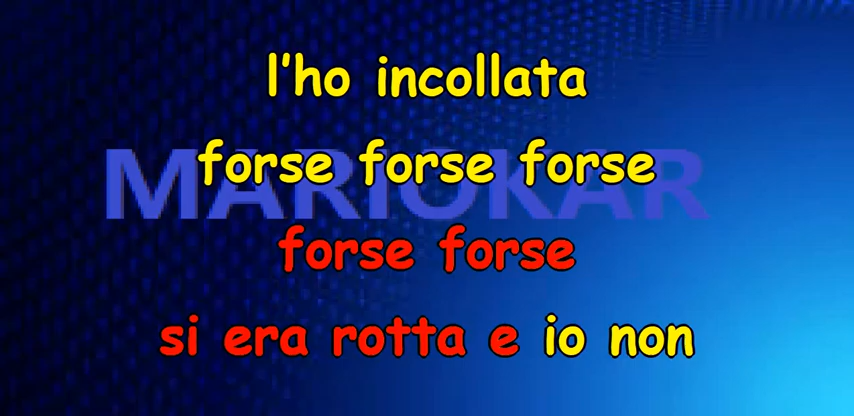 l'ho incollata
forse forse forse
MARIOKAR
forse forse
si era rotta e io non